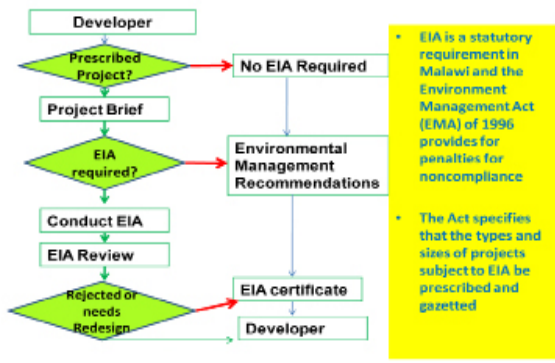 Developer
Prescribed
Project?
No EIA Required
Project Brief
EIA
required?
Environmental
Management
Recommendations
Conduct EIA
EIA Review
Rejected or
needs
Redesign
EIA certificate
Developer
• EIA is a statutory
requirement in
Malawi and the
Environment
Management Act
(EMA) of 1996
provides for
penalties for
noncompliance
• The Act specifies
that the types and
sizes of projects
subject to EIA be
prescribed and
gazetted